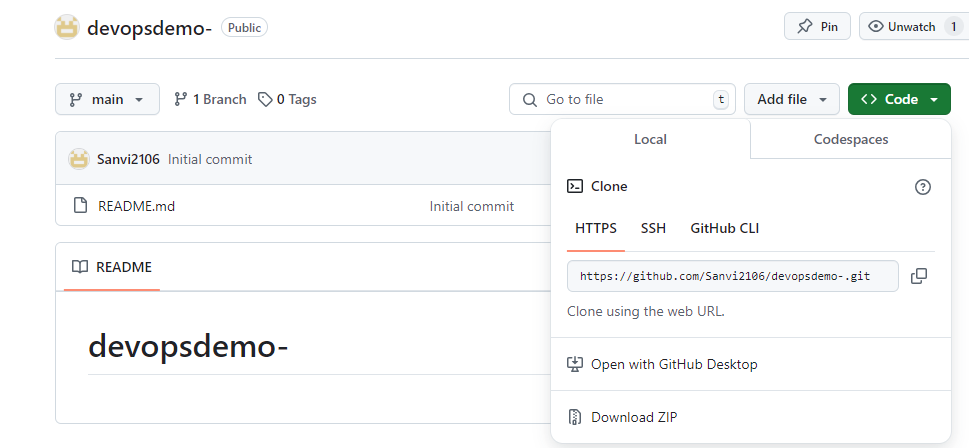 devopsdemo- Public Pin Unwatch 1
main 1 Branch 0 Tags Go to file t Add file Code
Local Codespaces
Sanvi2106 Initial commit
Clone
README.md Initial commit
HTTPS SSH GitHub CLI
README
https://github.com/Sanvi2106/devopsdemo-.git
Clone using the web URL.
devopsdemo-
Open with GitHub Desktop
Download ZIP